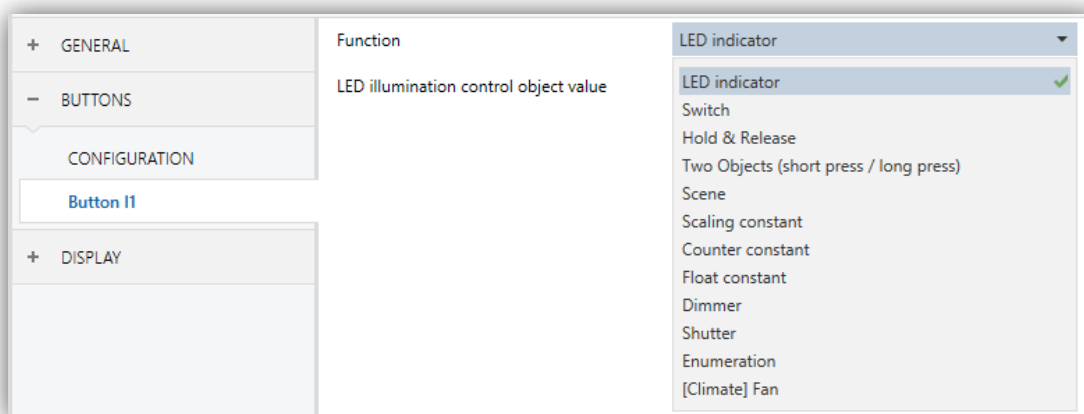 + GENERAL
− BUTTONS
CONFIGURATION
Button I1
+ DISPLAY
Function
LED indicator
LED illumination control object value
LED indicator
Switch
Hold & Release
Two Objects (short press / long press)
Scene
Scaling constant
Counter constant
Float constant
Dimmer
Shutter
Enumeration
[Climate] Fan